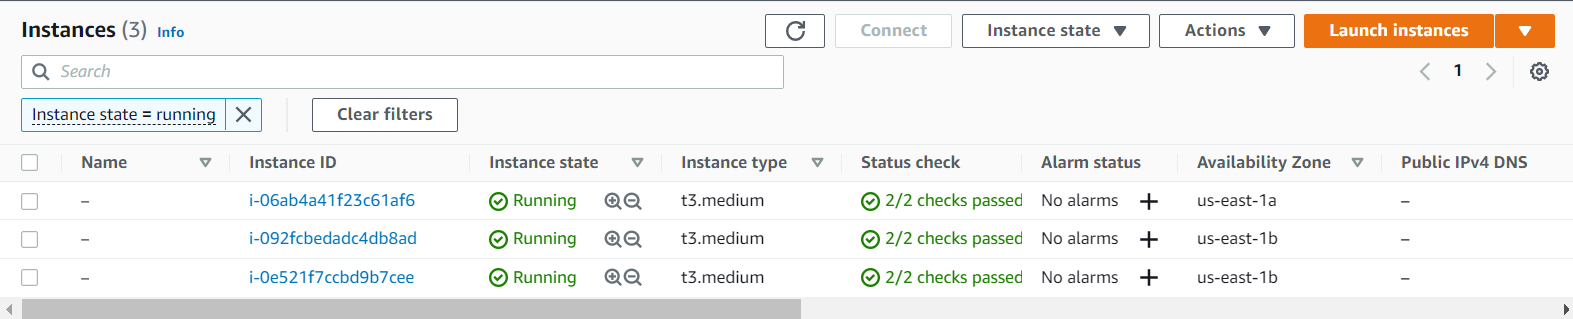 Instances (3) Info Connect Instance state Actions Launch instances
Search 1
Instance state = running Clear filters
Name Instance ID Instance state Instance type Status check Alarm status Availability Zone Public IPv4 DNS
– i-06ab4a41f23c61af6 Running t3.medium 2/2 checks passed No alarms + us-east-1a –
– i-092fcbedadc4db8ad Running t3.medium 2/2 checks passed No alarms + us-east-1b –
– i-0e521f7ccbd9b7cee Running t3.medium 2/2 checks passed No alarms + us-east-1b –